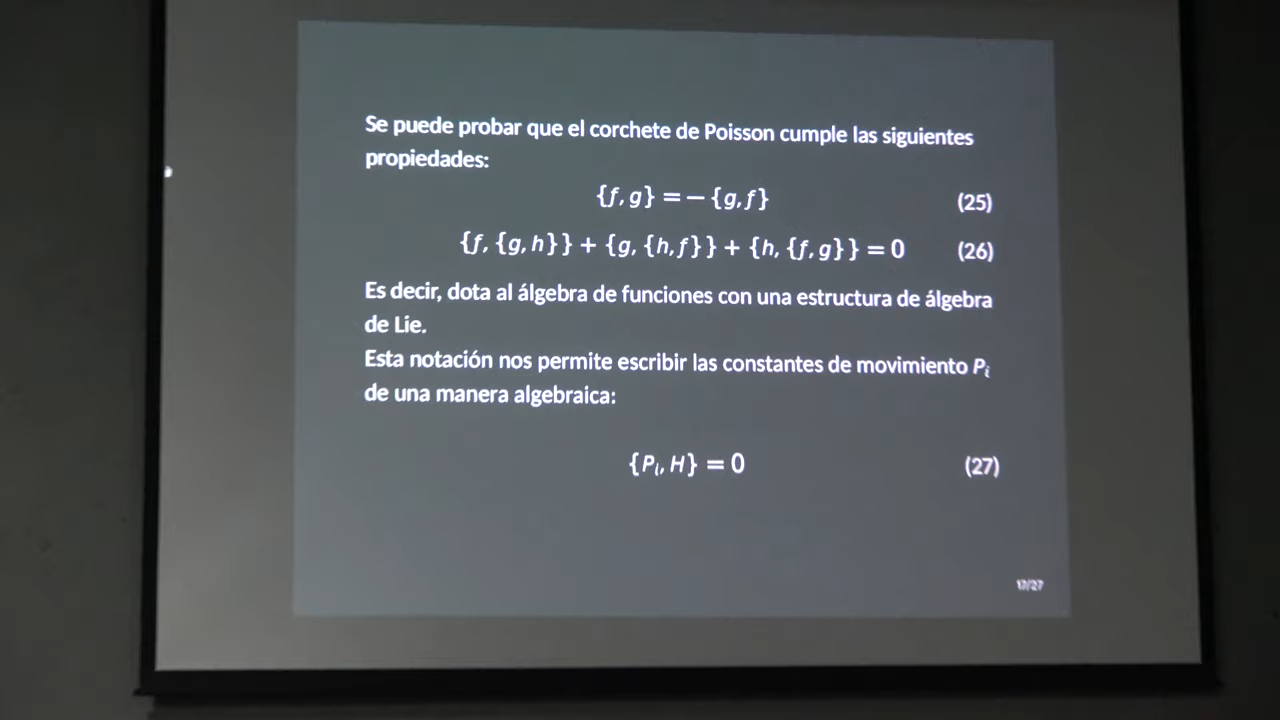 Se puede probar que el corchete de Poisson cumple las siguientes
propiedades:
{f, g} = − {g, f} (25)
{f, {g, h}} + {g, {h, f}} + {h, {f, g}} = 0 (26)
Es decir, dota al álgebra de funciones con una estructura de álgebra
de Lie.
Esta notación nos permite escribir las constantes de movimiento Pᵢ
de una manera algebraica:
{Pᵢ, H} = 0 (27)
17/27